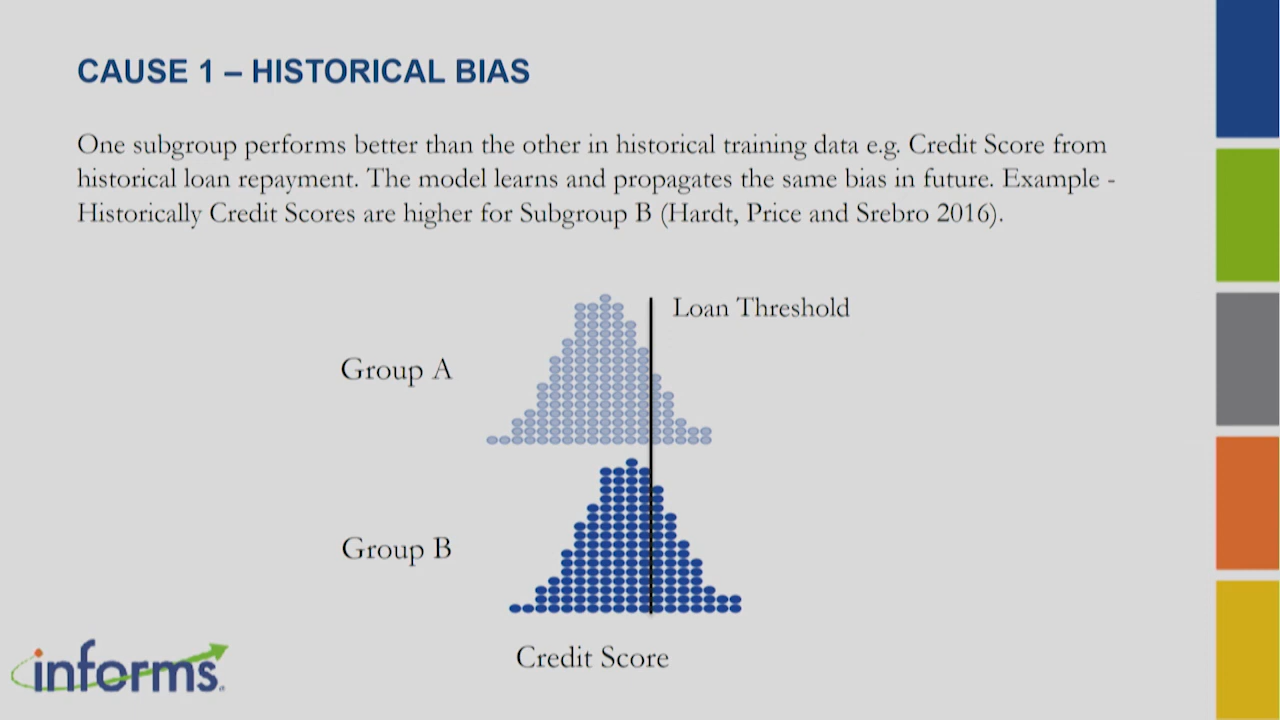 CAUSE 1 – HISTORICAL BIAS
One subgroup performs better than the other in historical training data e.g. Credit Score from
historical loan repayment. The model learns and propagates the same bias in future. Example -
Historically Credit Scores are higher for Subgroup B (Hardt, Price and Srebro 2016).
Loan Threshold
Group A
Group B
Credit Score
informs